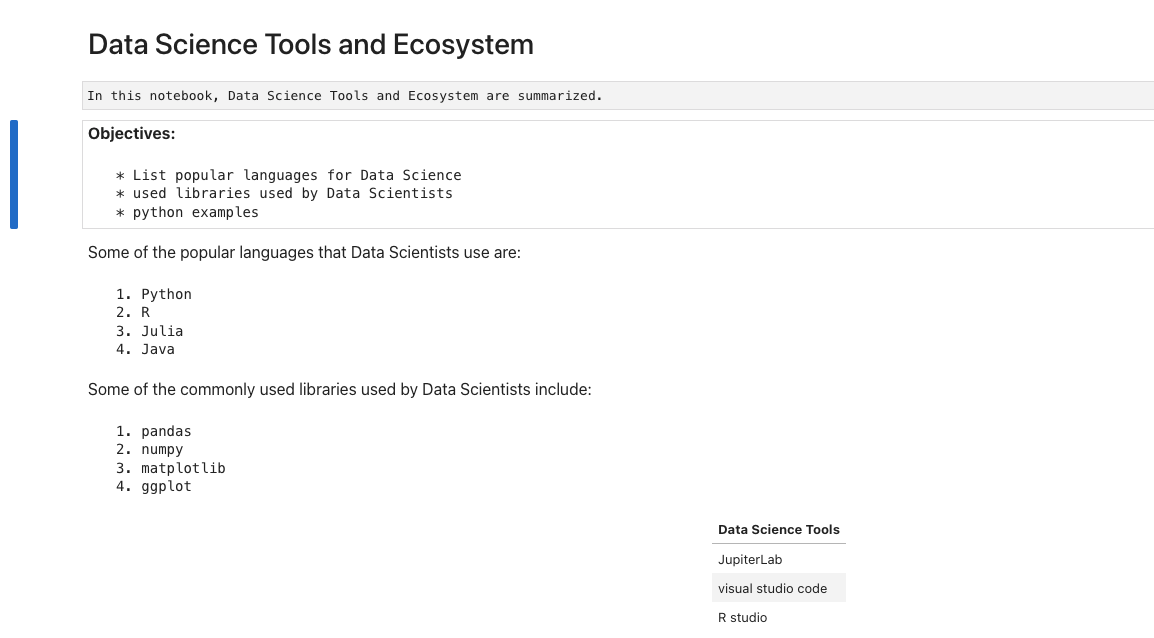 Data Science Tools and Ecosystem
In this notebook, Data Science Tools and Ecosystem are summarized.
Objectives:
* List popular languages for Data Science
* used libraries used by Data Scientists
* python examples
Some of the popular languages that Data Scientists use are:
1. Python
2. R
3. Julia
4. Java
Some of the commonly used libraries used by Data Scientists include:
1. pandas
2. numpy
3. matplotlib
4. ggplot
Data Science Tools
JupiterLab
visual studio code
R studio